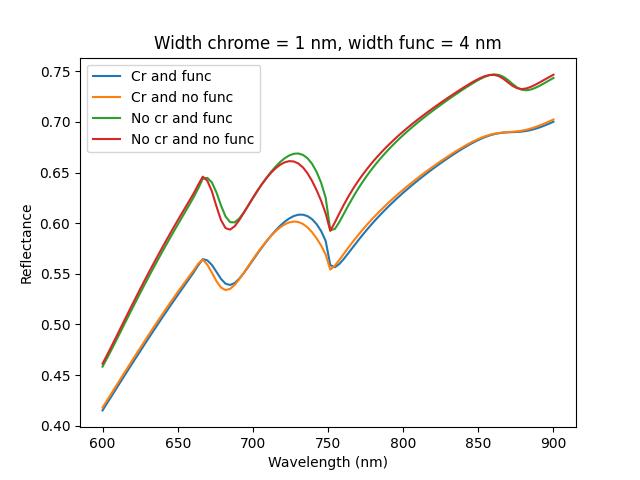 Width chrome = 1 nm, width func = 4 nm
Cr and func
Cr and no func
No cr and func
No cr and no func
Reflectance
0.75
0.70
0.65
0.60
0.55
0.50
0.45
0.40
600 650 700 750 800 850 900
Wavelength (nm)